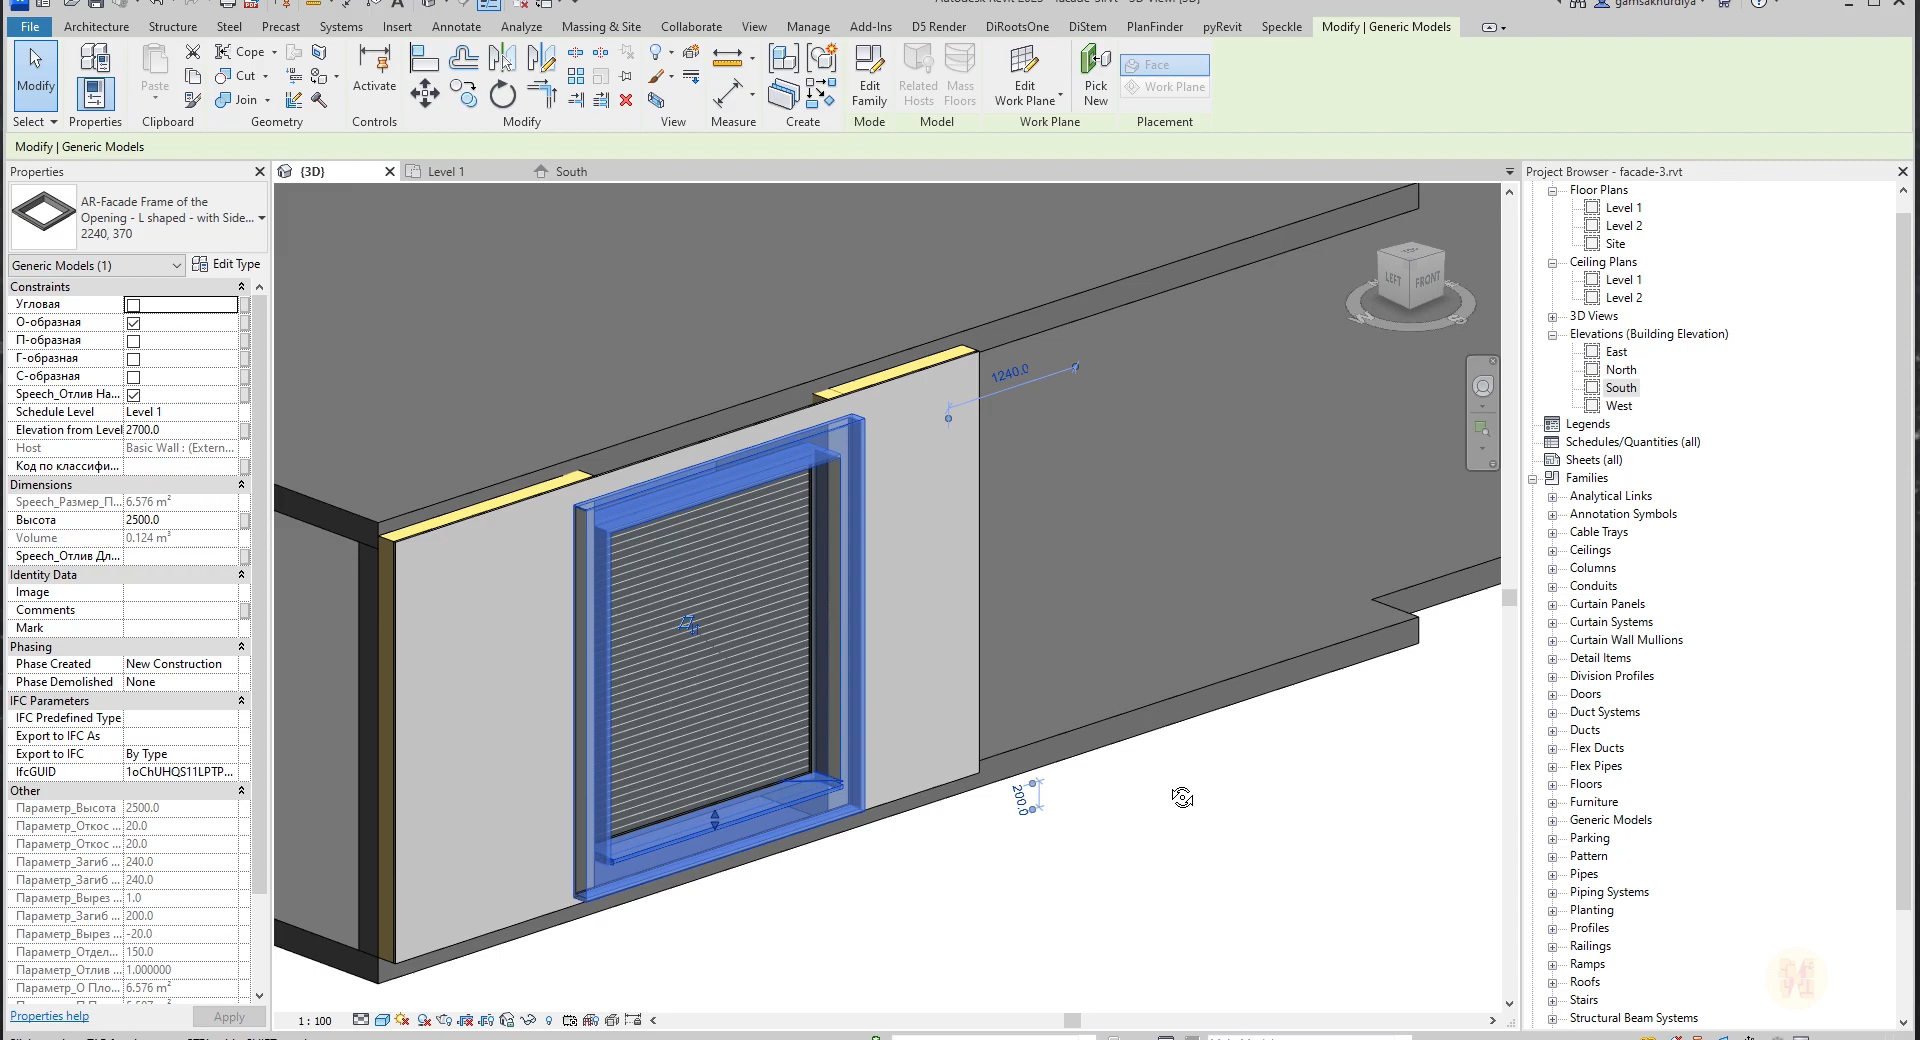 File
Architecture
Structure
Steel
Precast
Systems
Insert
Annotate
Analyze
Massing & Site
Collaborate
View
Manage
Add-Ins
D5 Render
DiRootsOne
DiStem
PlanFinder
pyRevit
Speckle
Modify | Generic Models
Modify
Select
Properties
Paste
Clipboard
Cope
Cut
Join
Geometry
Activate
Controls
Modify
View
Measure
Create
Edit
Family
Mode
Related
Hosts
Mass
Floors
Model
Edit
Work Plane
Work Plane
Pick
New
Face
Work Plane
Placement
Modify | Generic Models
Properties
AR-Facade Frame of the
Opening - L shaped - with Side...
2240, 370
Generic Models (1)
Edit Type
Constraints
Угловая
О-образная
П-образная
Г-образная
С-образная
Speech_Отлив На...
Schedule Level Level 1
Elevation from Level 2700.0
Host Basic Wall : (Extern...
Код по классифи...
Dimensions
Speech_Размер_П... 6.576 m²
Высота 2500.0
Volume 0.124 m³
Speech_Отлив Дл...
Identity Data
Image
Comments
Mark
Phasing
Phase Created New Construction
Phase Demolished None
IFC Parameters
IFC Predefined Type
Export to IFC As
Export to IFC By Type
IfcGUID 1oChUHQS11LPTP...
Other
Параметр_Высота 2500.0
Параметр_Откос ... 20.0
Параметр_Откос ... 20.0
Параметр_Загиб ... 240.0
Параметр_Загиб ... 240.0
Параметр_Вырез ... 1.0
Параметр_Загиб ... 200.0
Параметр_Вырез ... -20.0
Параметр_Отдел... 150.0
Параметр_Отлив ... 1.000000
Параметр_О Пло... 6.576 m²
Properties help
Apply
{3D}
Level 1
South
1240.0
200.0
LEFT
FRONT
1 : 100
Project Browser - facade-3.rvt
Floor Plans
Level 1
Level 2
Site
Ceiling Plans
Level 1
Level 2
3D Views
Elevations (Building Elevation)
East
North
South
West
Legends
Schedules/Quantities (all)
Sheets (all)
Families
Analytical Links
Annotation Symbols
Cable Trays
Ceilings
Columns
Conduits
Curtain Panels
Curtain Systems
Curtain Wall Mullions
Detail Items
Division Profiles
Doors
Duct Systems
Ducts
Flex Ducts
Flex Pipes
Floors
Furniture
Generic Models
Parking
Pattern
Pipes
Piping Systems
Planting
Profiles
Railings
Ramps
Roofs
Stairs
Structural Beam Systems